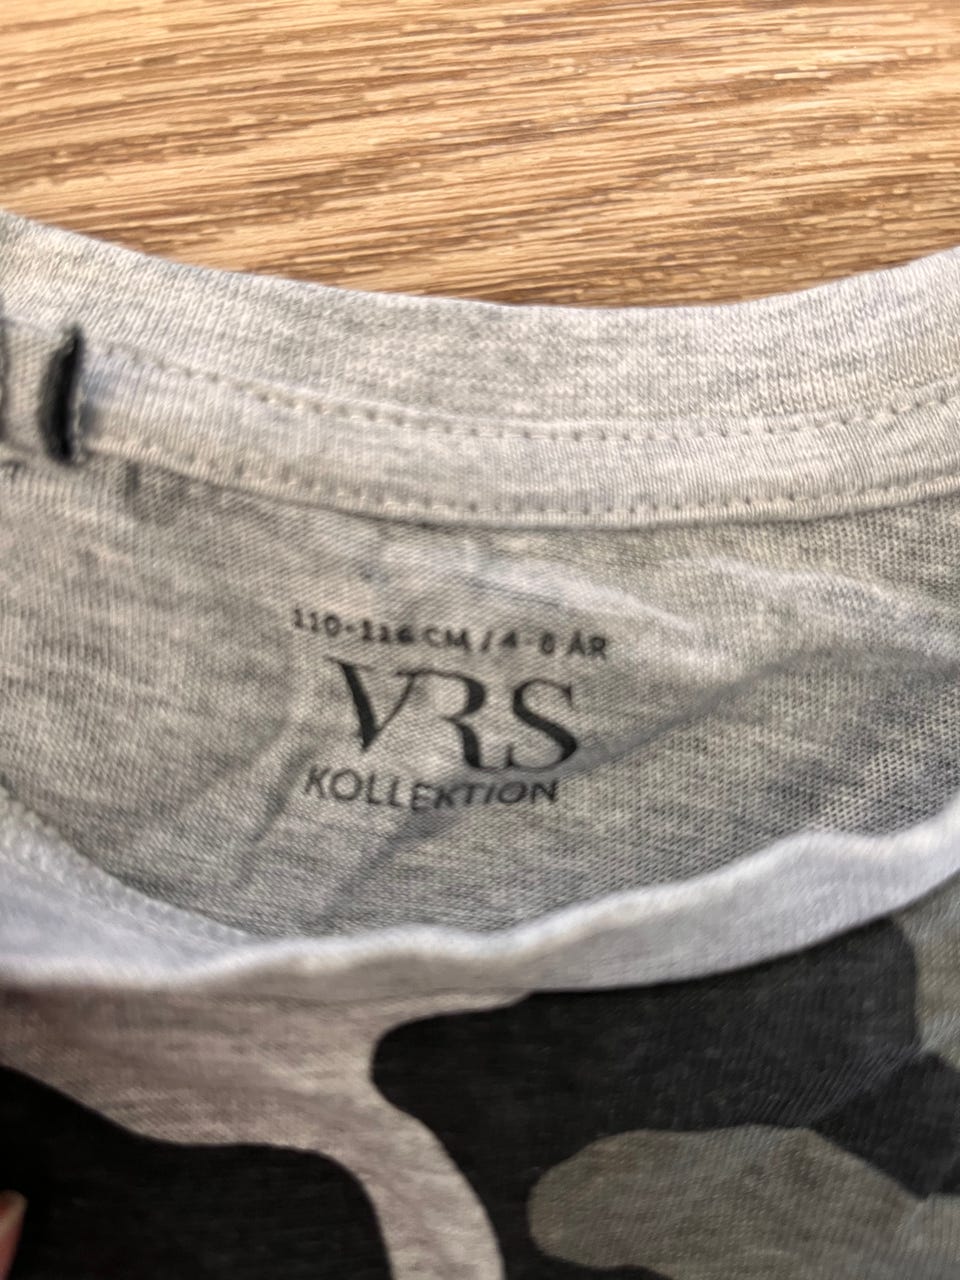 110-116 CM / 4-6 ÅR
VRS
KOLLEKTION